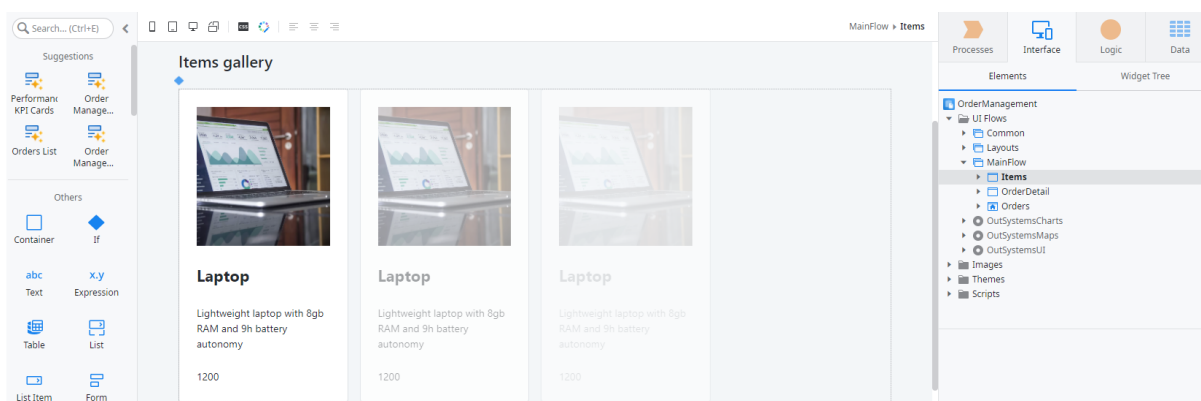 Search... (Ctrl+E)
MainFlow Items
Suggestions
Performanc
KPI Cards
Order
Manage...
Orders List
Order
Manage...
Others
Container
If
abc
Text
x.y
Expression
Table
List
List Item
Form
css
Items gallery
Laptop
Lightweight laptop with 8gb
RAM and 9h battery
autonomy
1200
Laptop
Lightweight laptop with 8gb
RAM and 9h battery
autonomy
1200
Laptop
Lightweight laptop with 8gb
RAM and 9h battery
autonomy
1200
Processes
Interface
Logic
Data
Elements
Widget Tree
OrderManagement
UI Flows
Common
Layouts
MainFlow
Items
OrderDetail
Orders
OutSystemsCharts
OutSystemsMaps
OutSystemsUI
Images
Themes
Scripts